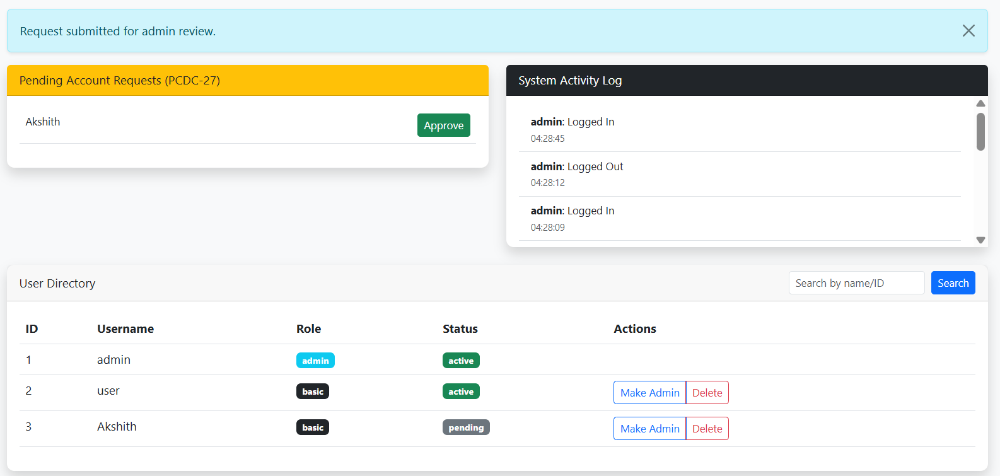 Request submitted for admin review.
Pending Account Requests (PCDC-27)
Akshith
Approve
System Activity Log
admin: Logged In
04:28:45
admin: Logged Out
04:28:12
admin: Logged In
04:28:09
User Directory
Search by name/ID
Search
ID Username Role Status Actions
1 admin admin active
2 user basic active Make Admin Delete
3 Akshith basic pending Make Admin Delete